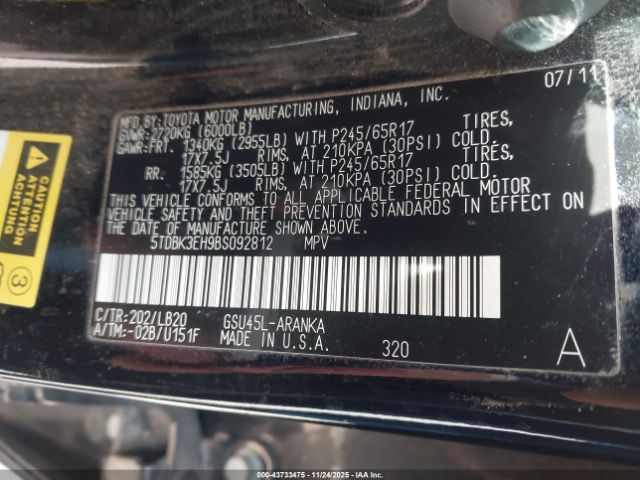 07/11
MFD. BY: TOYOTA MOTOR MANUFACTURING, INDIANA, INC.
GVWR: 2720KG (6000LB)
GAWR: FRT. 1340KG (2955LB) WITH P245/65R17 TIRES,
17X7.5J RIMS, AT 210KPA (30PSI) COLD
RR. 1585KG (3505LB) WITH P245/65R17 TIRES,
17X7.5J RIMS, AT 210KPA (30PSI) COLD.
THIS VEHICLE CONFORMS TO ALL APPLICABLE FEDERAL MOTOR
VEHICLE SAFETY AND THEFT PREVENTION STANDARDS IN EFFECT ON
THE DATE OF MANUFACTURE SHOWN ABOVE.
5TDBK3EH9BS092812 MPV
C/TR: 202/LB20 GSU45L-ARANKA
A/TM: -02B/U151F MADE IN U.S.A.
320
A
CAUTION
ATTENTION
ACHTUNG
3
000-43733475 - 11/24/2025 - IAAI.COM